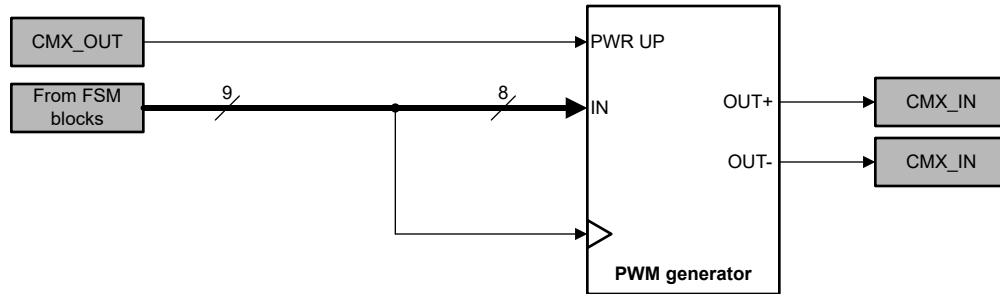 CMX_OUT
PWR UP
From FSM
blocks
9
8
IN
OUT+
CMX_IN
OUT-
CMX_IN
PWM generator